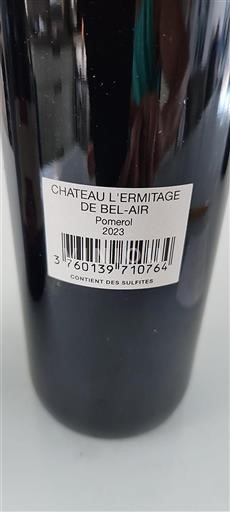 CHATEAU L'ERMITAGE
DE BEL-AIR
Pomerol
2023
3 760139 710764
CONTIENT DES SULFITES